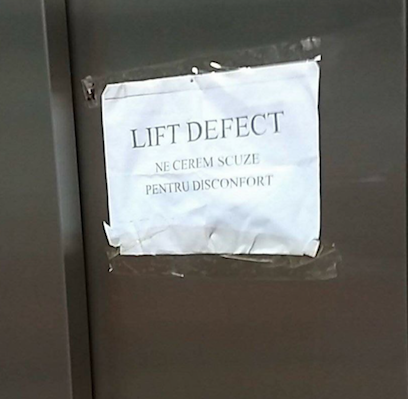 LIFT DEFECT
NE CEREM SCUZE
PENTRU DISCONFORT